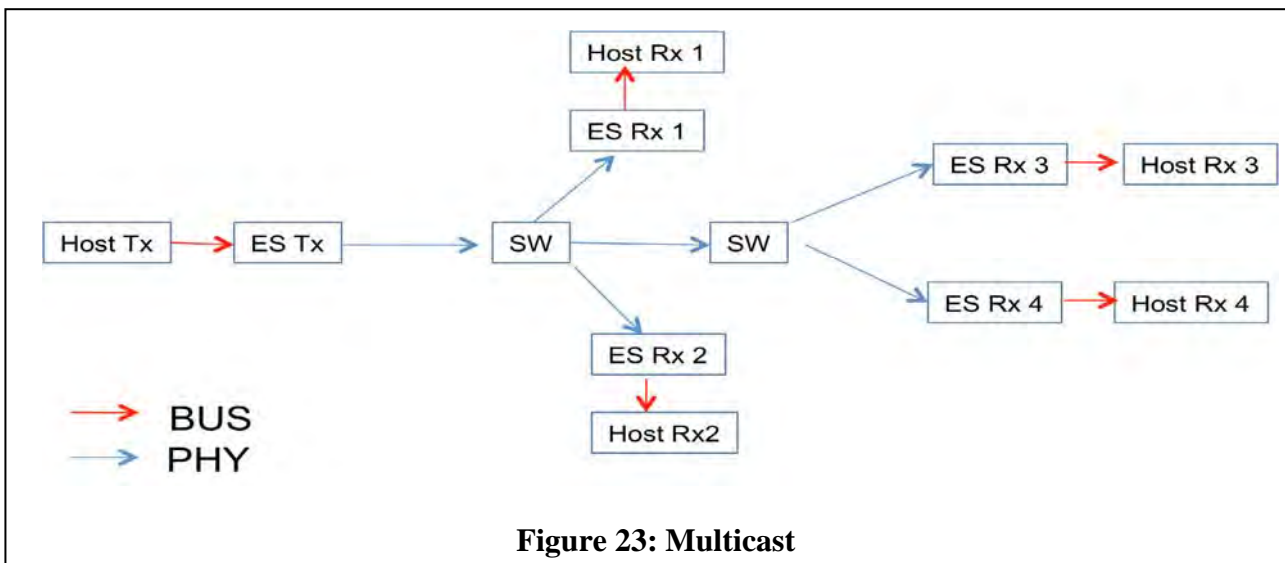 Host Rx 1
ES Rx 1
ES Rx 3
Host Rx 3
Host Tx
ES Tx
SW
SW
ES Rx 4
Host Rx 4
ES Rx 2
Host Rx2
BUS
PHY
Figure 23: Multicast